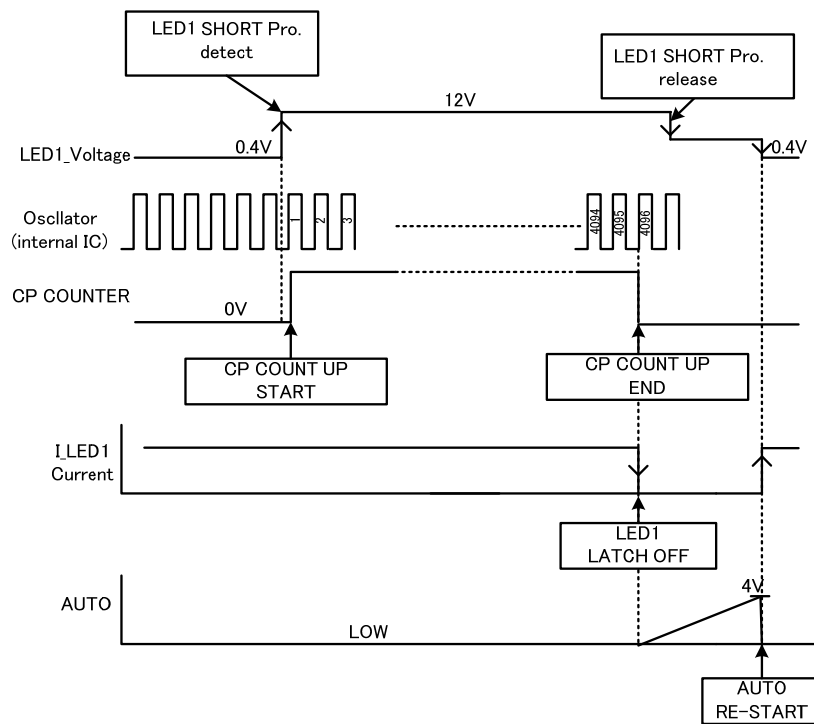 LED1 SHORT Pro.
detect
LED1 SHORT Pro.
release
12V
LED1_Voltage
0.4V
0.4V
Oscllator
(internal IC)
1
2
3
4094
4095
4096
CP COUNTER
0V
CP COUNT UP
START
CP COUNT UP
END
I_LED1
Current
LED1
LATCH OFF
AUTO
LOW
4V
AUTO
RE-START